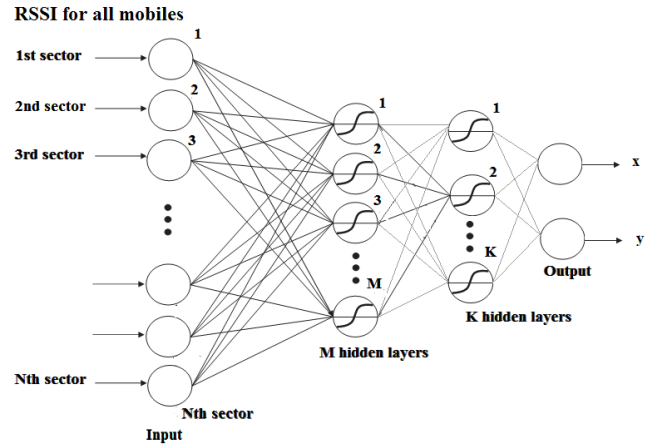 RSSI for all mobiles
1
1st sector
2
2nd sector
3
3rd sector
Nth sector
Nth sector
Input
1
2
3
M
M hidden layers
1
2
K
K hidden layers
x
y
Output